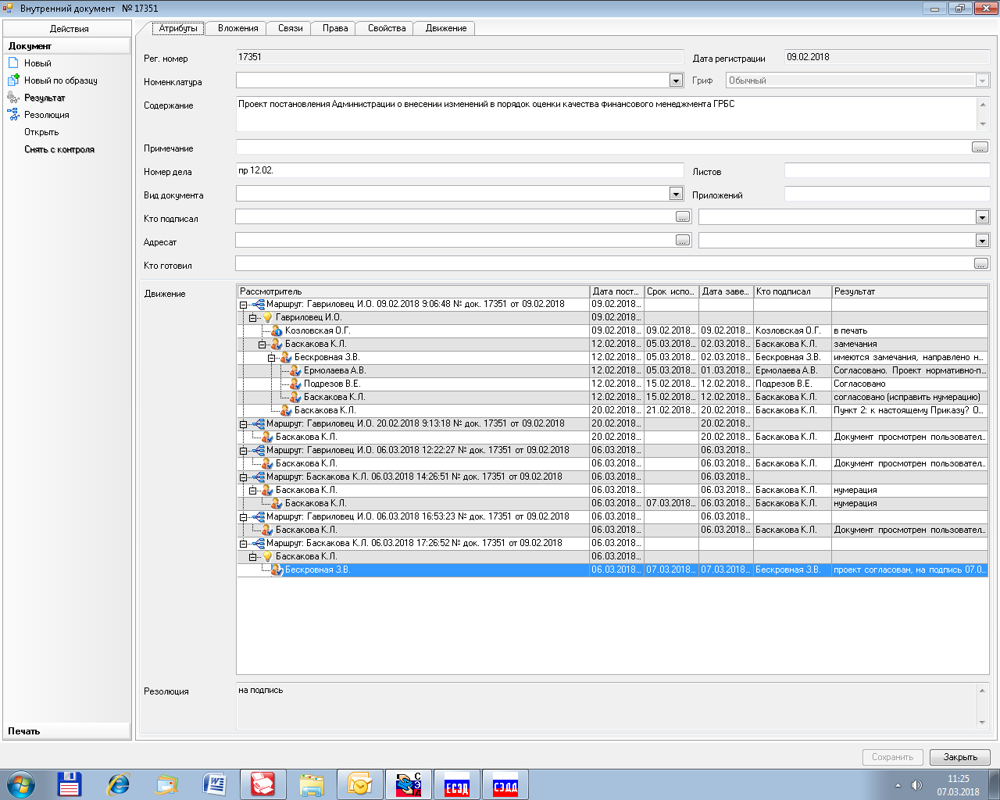 Внутренний документ № 17351
Действия
Документ
Новый
Новый по образцу
Результат
Резолюция
Открыть
Снять с контроля
Печать
Атрибуты Вложения Связи Права Свойства Движение
Рег. номер 17351 Дата регистрации 09.02.2018
Номенклатура Гриф Обычный
Содержание Проект постановления Администрации о внесении изменений в порядок оценки качества финансового менеджмента ГРБС
Примечание ...
Номер дела пр 12.02. Листов
Вид документа Приложений
Кто подписал ...
Адресат ...
Кто готовил ...
Движение
Рассмотритель Дата пост... Срок испо... Дата заве... Кто подписал Результат
Маршрут: Гавриловец И.О. 09.02.2018 9:06:48 № док. 17351 от 09.02.2018 09.02.2018...
Гавриловец И.О. 09.02.2018...
Козловская О.Г. 09.02.2018... 09.02.2018... 09.02.2018... Козловская О.Г. в печать
Баскакова К.Л. 12.02.2018... 05.03.2018... 02.03.2018... Баскакова К.Л. замечания
Бескровная З.В. 12.02.2018... 05.03.2018... 02.03.2018... Бескровная З.В. имеются замечания, направлено н...
Ермолаева А.В. 12.02.2018... 05.03.2018... 01.03.2018... Ермолаева А.В. Согласовано. Проект нормативно-п...
Подрезов В.Е. 12.02.2018... 15.02.2018... 12.02.2018... Подрезов В.Е. Согласовано
Баскакова К.Л. 12.02.2018... 15.02.2018... 12.02.2018... Баскакова К.Л. согласовано (исправить нумерацию)
Баскакова К.Л. 20.02.2018... 21.02.2018... 20.02.2018... Баскакова К.Л. Пункт 2: к настоящему Приказу? О...
Маршрут: Гавриловец И.О. 20.02.2018 9:13:18 № док. 17351 от 09.02.2018 20.02.2018... 20.02.2018...
Баскакова К.Л. 20.02.2018... 20.02.2018... Баскакова К.Л. Документ просмотрен пользовател...
Маршрут: Гавриловец И.О. 06.03.2018 12:22:27 № док. 17351 от 09.02.2018 06.03.2018... 06.03.2018...
Баскакова К.Л. 06.03.2018... 06.03.2018... Баскакова К.Л. Документ просмотрен пользовател...
Маршрут: Баскакова К.Л. 06.03.2018 14:26:51 № док. 17351 от 09.02.2018 06.03.2018... 06.03.2018...
Баскакова К.Л. 06.03.2018... 06.03.2018... Баскакова К.Л. нумерация
Баскакова К.Л. 06.03.2018... 07.03.2018... 06.03.2018... Баскакова К.Л. нумерация
Маршрут: Гавриловец И.О. 06.03.2018 16:53:23 № док. 17351 от 09.02.2018 06.03.2018... 06.03.2018...
Баскакова К.Л. 06.03.2018... 06.03.2018... Баскакова К.Л. Документ просмотрен пользовател...
Маршрут: Баскакова К.Л. 06.03.2018 17:26:52 № док. 17351 от 09.02.2018 06.03.2018...
Баскакова К.Л. 06.03.2018...
Бескровная З.В. 06.03.2018... 07.03.2018... 07.03.2018... Бескровная З.В. проект согласован, на подпись 07.0...
Резолюция на подпись
Сохранить Закрыть
СЭД ЕСЭД СЭДД
11:25
07.03.2018